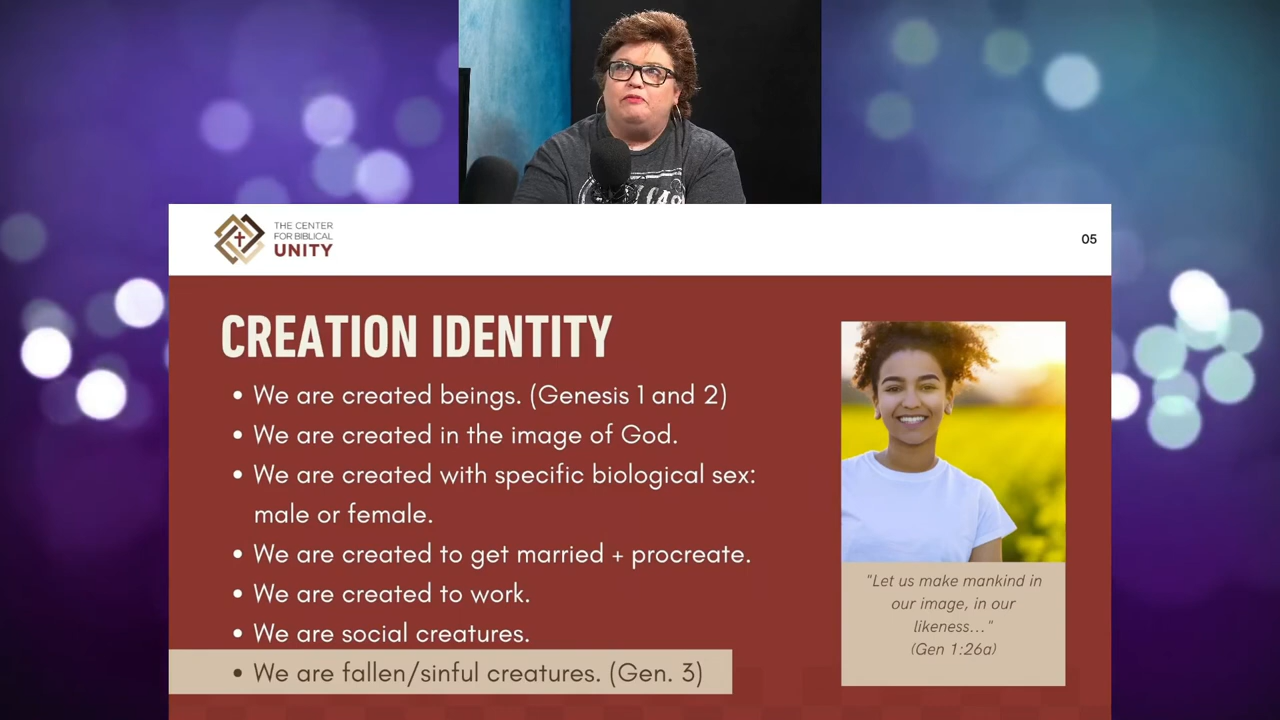 THE CENTER
FOR BIBLICAL
UNITY
05
CREATION IDENTITY
• We are created beings. (Genesis 1 and 2)
• We are created in the image of God.
• We are created with specific biological sex:
male or female.
• We are created to get married + procreate.
• We are created to work.
• We are social creatures.
• We are fallen/sinful creatures. (Gen. 3)
"Let us make mankind in
our image, in our
likeness..."
(Gen 1:26a)